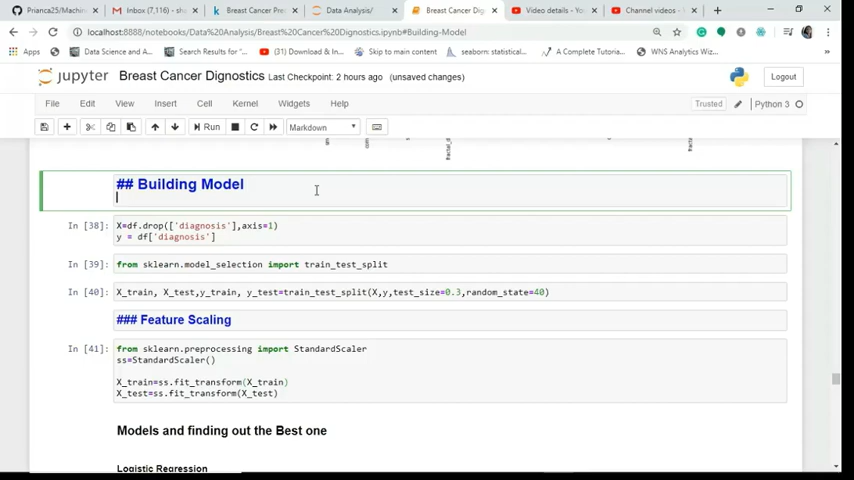 Prianca25/Machin
Inbox (7,116) - sha
Breast Cancer Prec
Data Analysis/
Breast Cancer Dig
Video details - You
Channel videos - Y
localhost:8888/notebooks/Data%20Analysis/Breast%20Cancer%20Dignostics.ipynb#Building-Model
Apps
Data Science and A...
Search Results "for...
(31) Download & In...
Skip to main content
seaborn: statistical...
A Complete Tutoria...
WNS Analytics Wiz...
jupyter Breast Cancer Dignostics Last Checkpoint: 2 hours ago (unsaved changes)
Logout
File Edit View Insert Cell Kernel Widgets Help
Trusted
Python 3
Run
Markdown
fractal_d
## Building Model
In [38]: X=df.drop(['diagnosis'],axis=1)
y = df['diagnosis']
In [39]: from sklearn.model_selection import train_test_split
In [40]: X_train, X_test,y_train, y_test=train_test_split(X,y,test_size=0.3,random_state=40)
### Feature Scaling
In [41]: from sklearn.preprocessing import StandardScaler
ss=StandardScaler()
X_train=ss.fit_transform(X_train)
X_test=ss.fit_transform(X_test)
Models and finding out the Best one
Logistic Regression